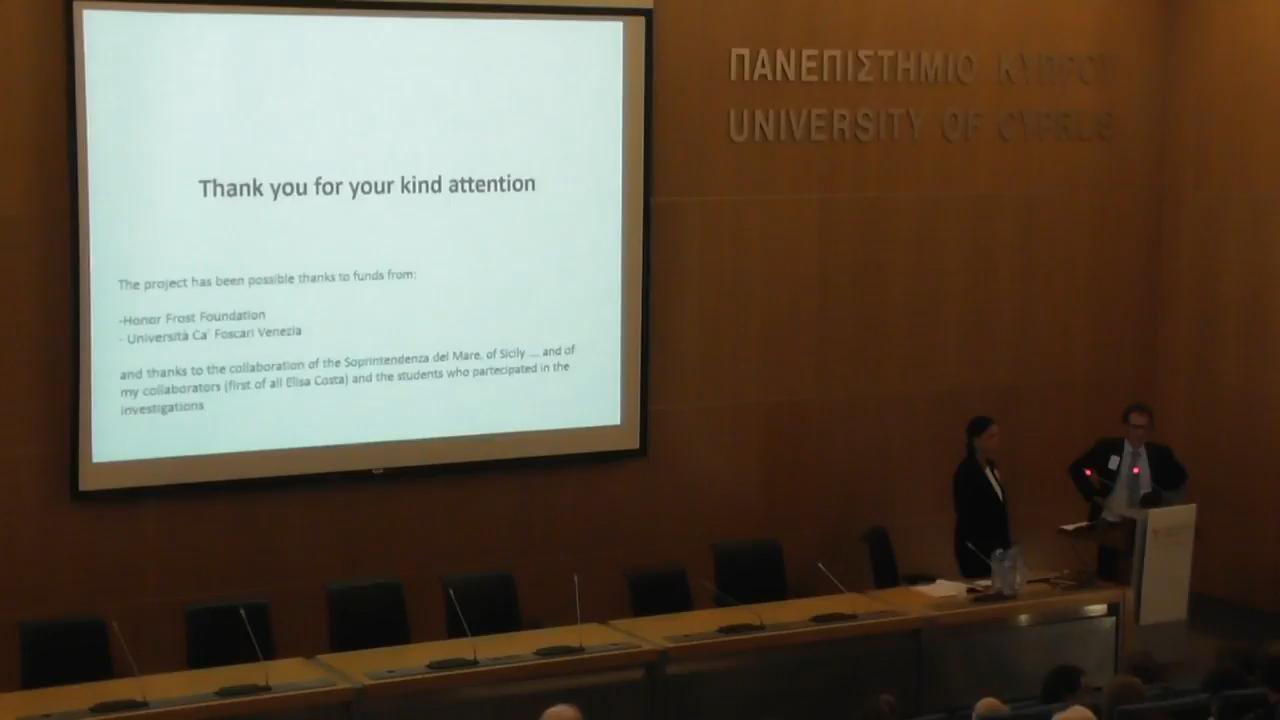 ΠΑΝΕΠΙΣΤΗΜΙΟ ΚΥΠΡΟΥ
UNIVERSITY OF CYPRUS
Thank you for your kind attention
The project has been possible thanks to funds from:
-Honor Frost Foundation
- Università Ca' Foscari Venezia
and thanks to the collaboration of the Soprintendenza del Mare, of Sicily .... and of
my collaborators (first of all Elisa Costa) and the students who partecipated in the
investigations